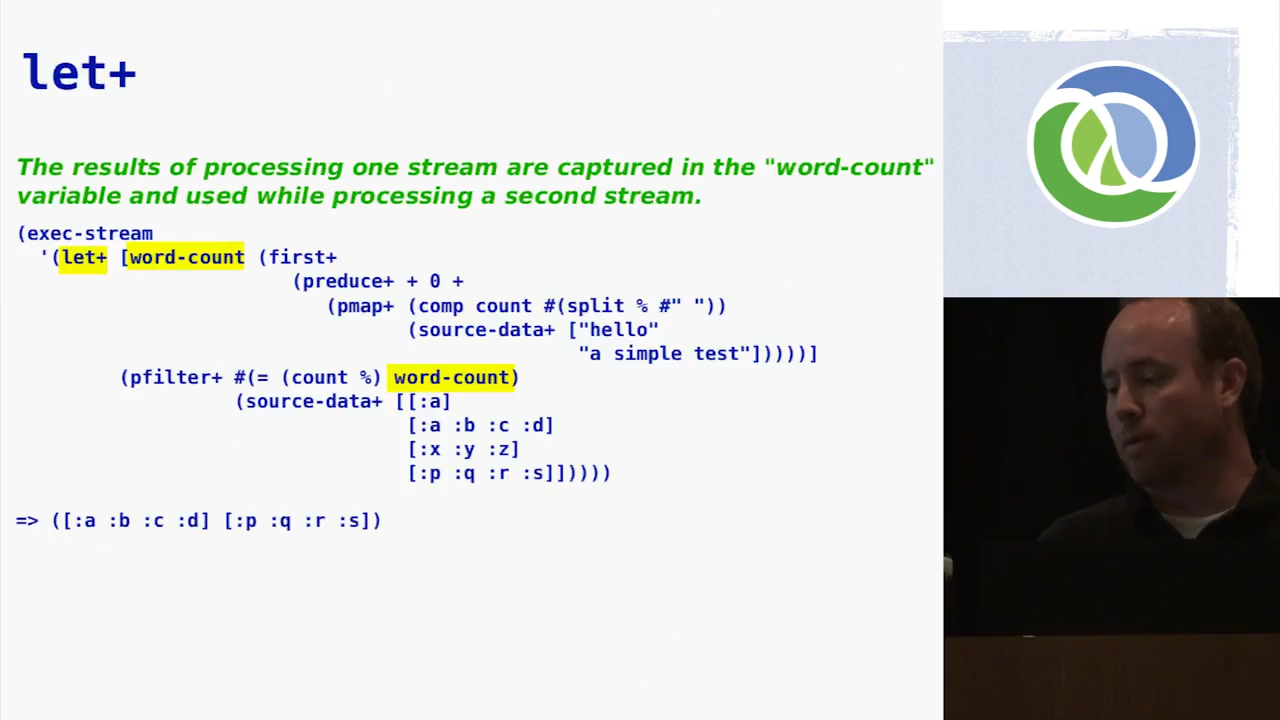 let+
The results of processing one stream are captured in the "word-count"
variable and used while processing a second stream.
(exec-stream
  '(let+ [word-count (first+
                        (preduce+ + 0 +
                           (pmap+ (comp count #(split % #" "))
                                  (source-data+ ["hello"
                                                 "a simple test"]))))]
         (pfilter+ #(= (count %) word-count)
                   (source-data+ [[:a]
                                  [:a :b :c :d]
                                  [:x :y :z]
                                  [:p :q :r :s]]))))
=> ([:a :b :c :d] [:p :q :r :s])